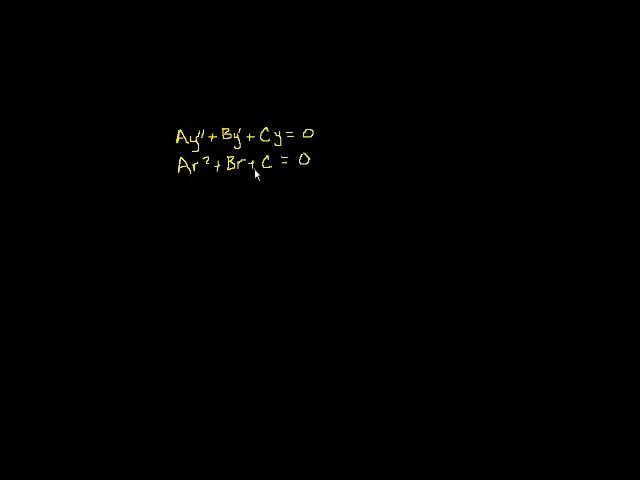 Ay'' + By' + Cy = 0
Ar² + Br + C = 0